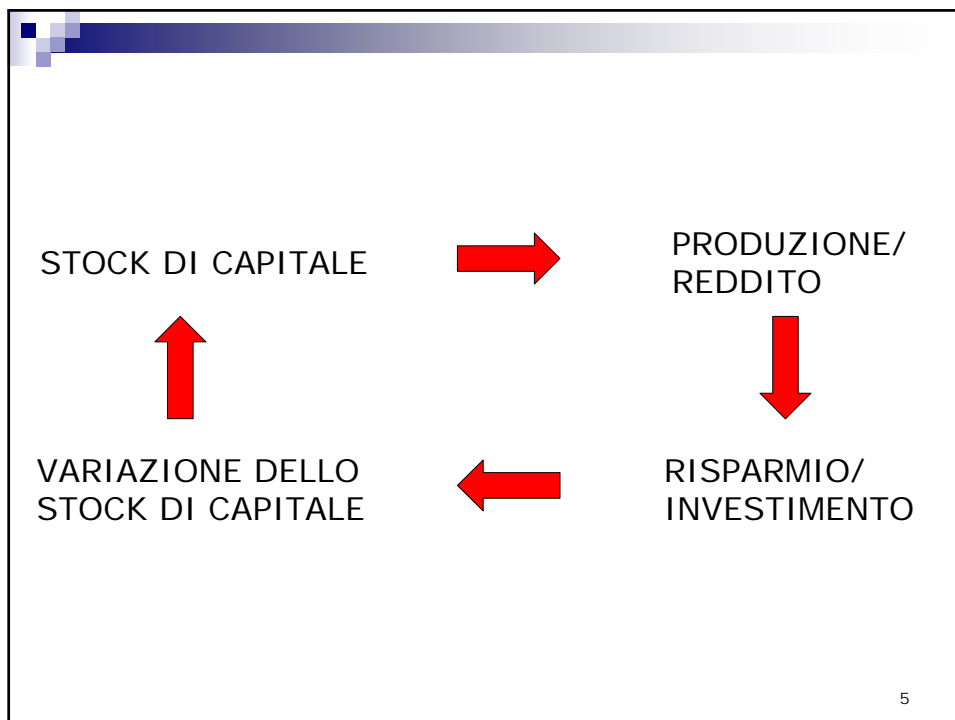 STOCK DI CAPITALE
PRODUZIONE/
REDDITO
VARIAZIONE DELLO
STOCK DI CAPITALE
RISPARMIO/
INVESTIMENTO
5